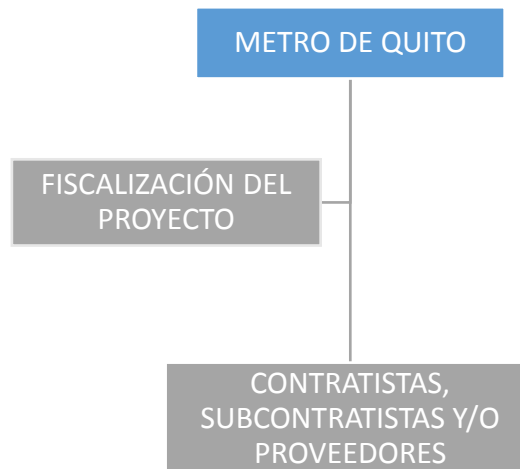 METRO DE QUITO
FISCALIZACIÓN DEL
PROYECTO
CONTRATISTAS,
SUBCONTRATISTAS Y/O
PROVEEDORES